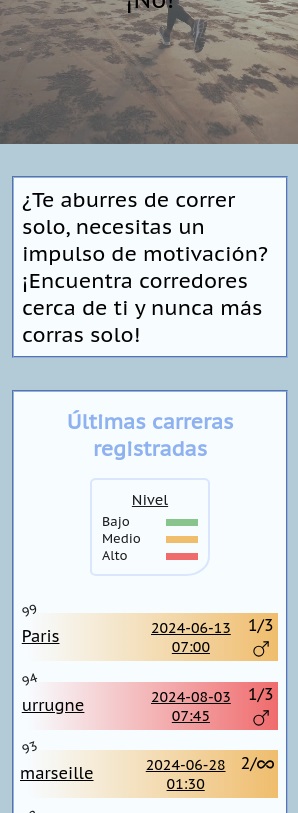 ¡No!
¿Te aburres de correr
solo, necesitas un
impulso de motivación?
¡Encuentra corredores
cerca de ti y nunca más
corras solo!
Últimas carreras
registradas
Nivel
Bajo
Medio
Alto
99
Paris
2024-06-13
07:00
1/3
♂
94
urrugne
2024-08-03
07:45
1/3
♂
93
marseille
2024-06-28
01:30
2/∞